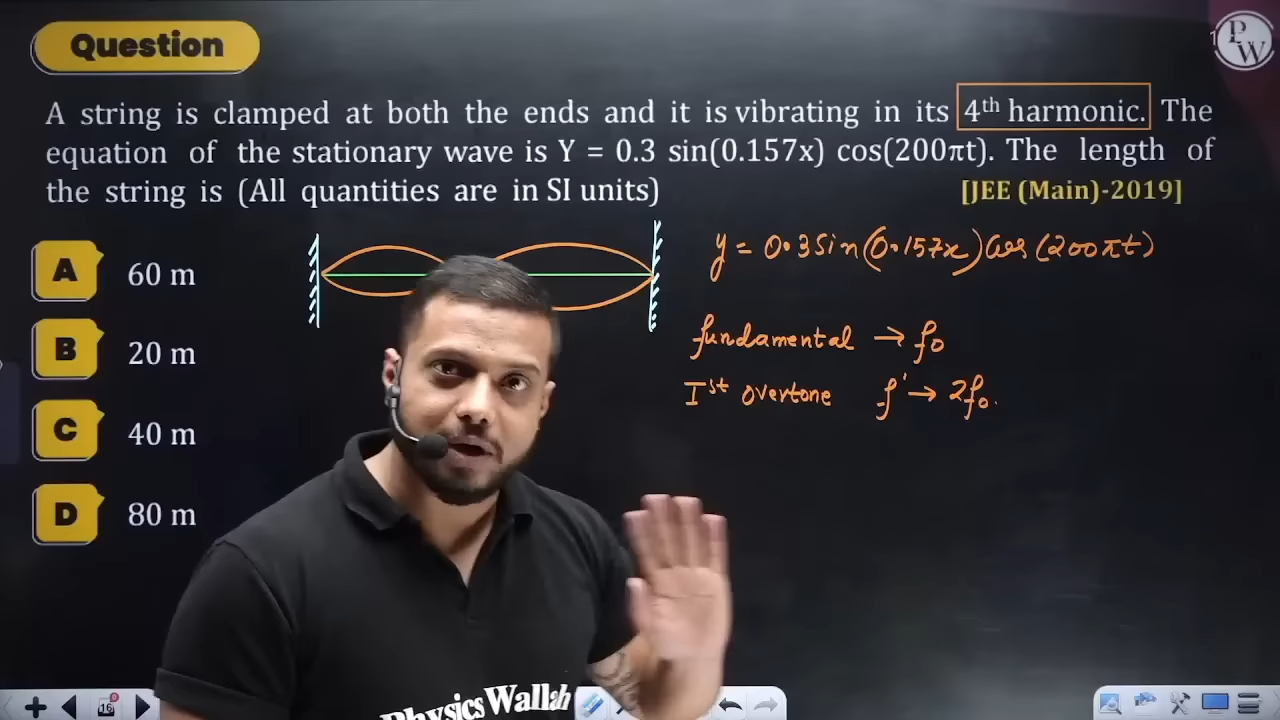 Question
PW
A string is clamped at both the ends and it is vibrating in its 4th harmonic. The
equation of the stationary wave is Y = 0.3 sin(0.157x) cos(200πt). The length of
the string is (All quantities are in SI units)
[JEE (Main)-2019]
A 60 m
B 20 m
C 40 m
D 80 m
y = 0.3 sin(0.157x) cos(200πt)
fundamental → f0
Ist overtone f' → 2f0.
Physics Wallah
16